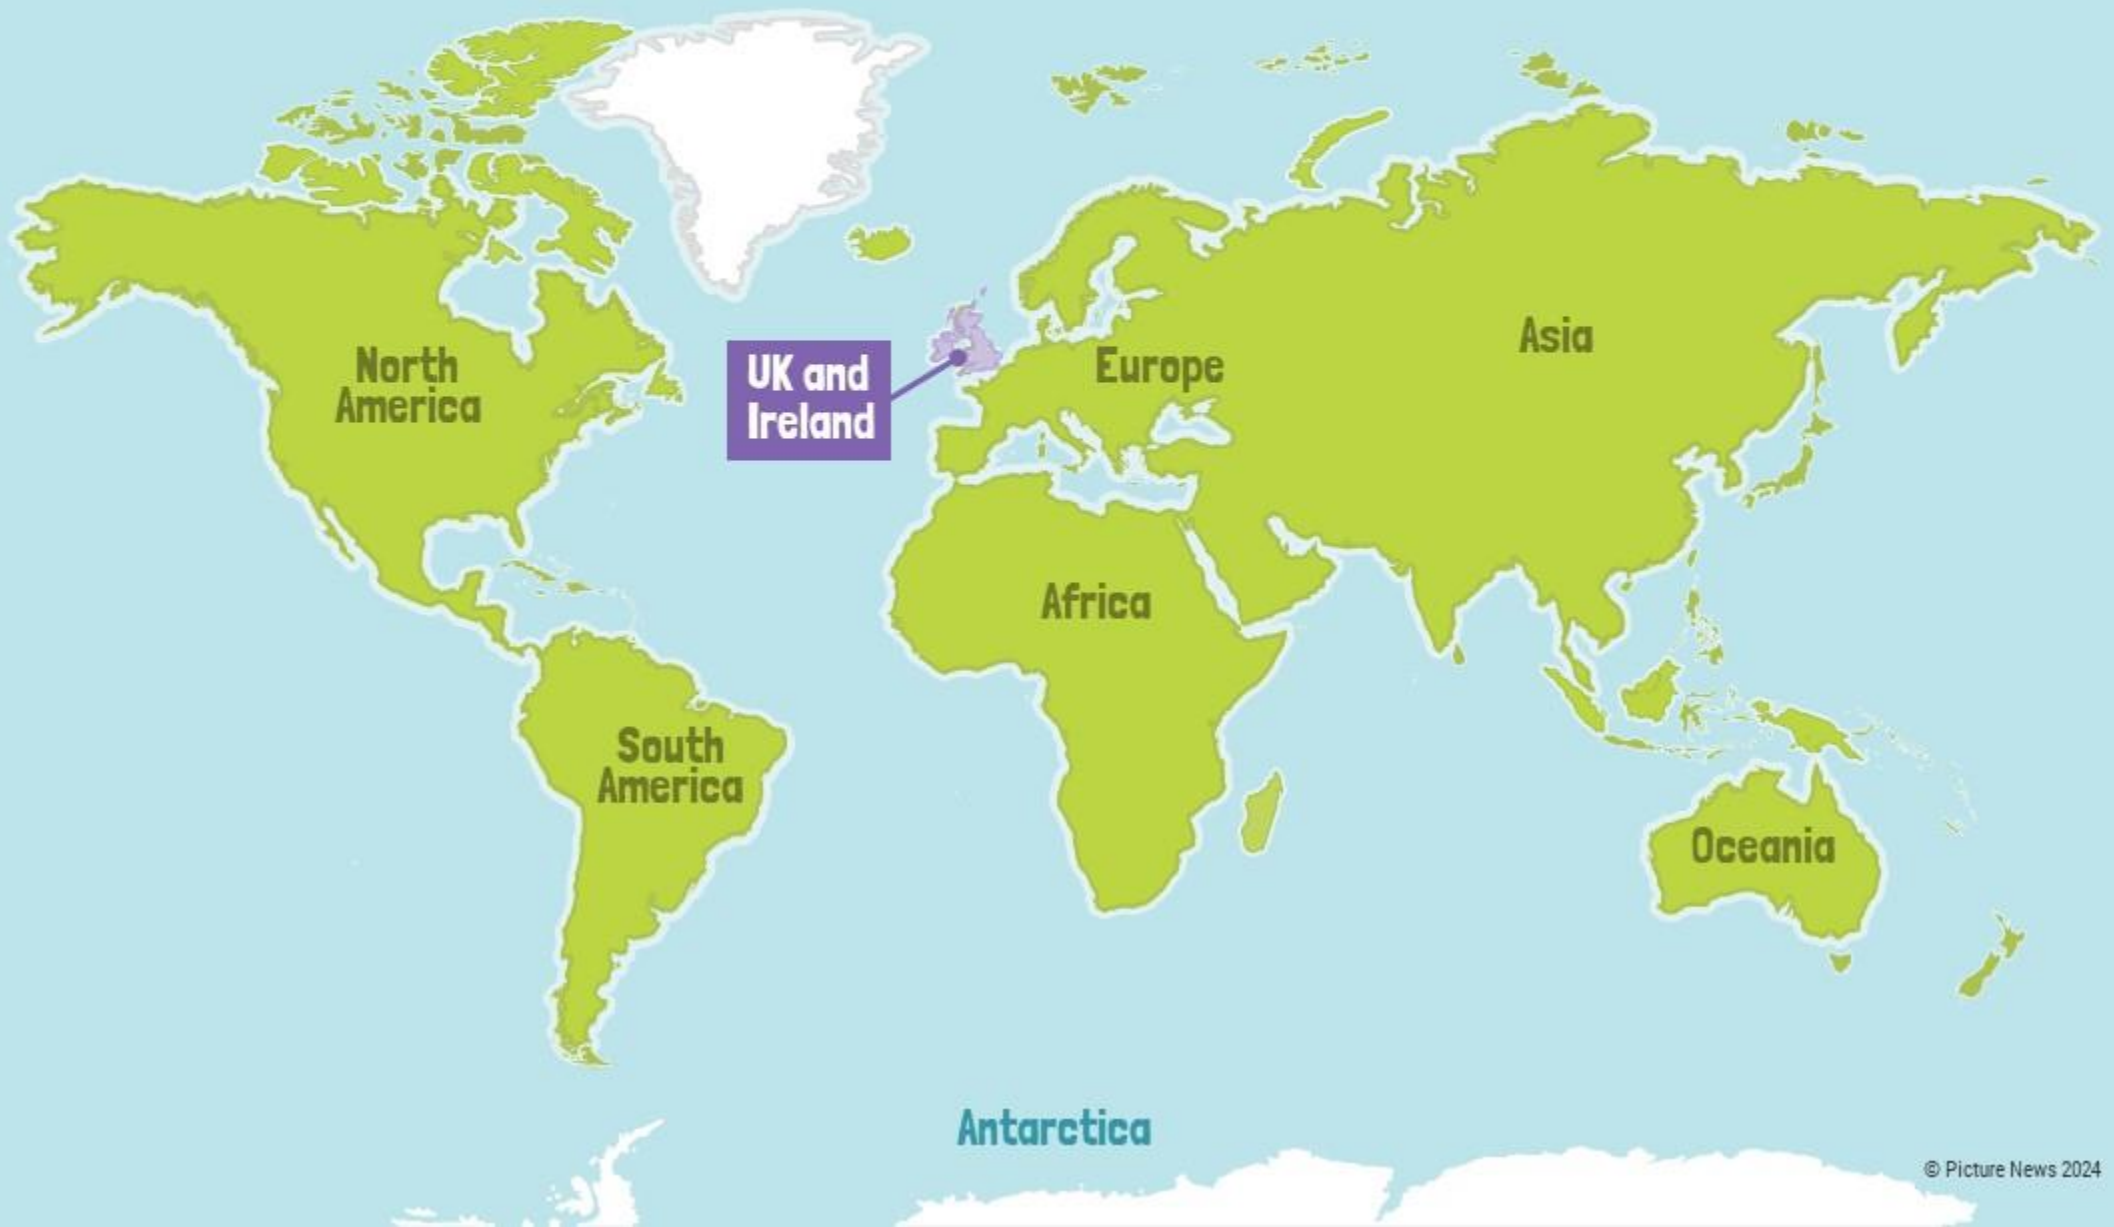 North
America
UK and
Ireland
Europe
Asia
Africa
South
America
Oceania
Antarctica
© Picture News 2024